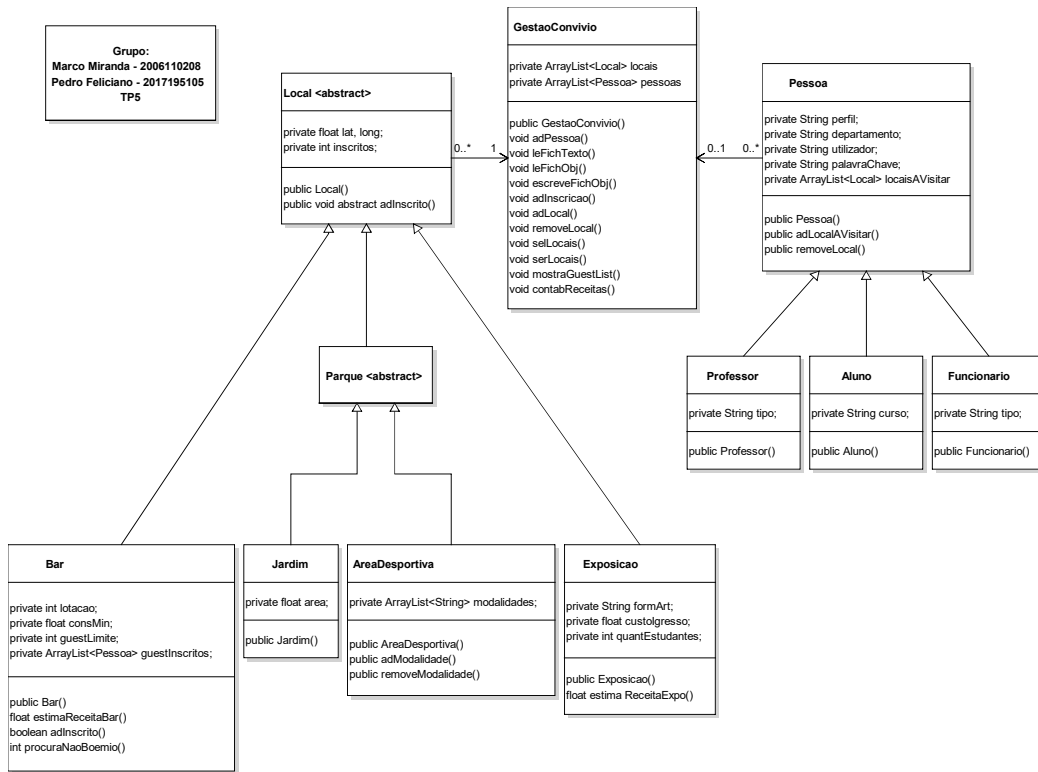 Grupo:
Marco Miranda - 2006110208
Pedro Feliciano - 2017195105
TP5
GestaoConvivio
private ArrayList<Local> locais
private ArrayList<Pessoa> pessoas
public GestaoConvivio()
void adPessoa()
void leFichTexto()
void leFichObj()
void escreveFichObj()
void adInscricao()
void adLocal()
void removeLocal()
void selLocais()
void serLocais()
void mostraGuestList()
void contabReceitas()
Local <abstract>
private float lat, long;
private int inscritos;
public Local()
public void abstract adInscrito()
0..*
1
0..1
0..*
Pessoa
private String perfil;
private String departamento;
private String utilizador;
private String palavraChave;
private ArrayList<Local> locaisAVisitar
public Pessoa()
public adLocalAVisitar()
public removeLocal()
Parque <abstract>
Professor
private String tipo;
public Professor()
Aluno
private String curso;
public Aluno()
Funcionario
private String tipo;
public Funcionario()
Bar
private int lotacao;
private float consMin;
private int guestLimite;
private ArrayList<Pessoa> guestInscritos;
public Bar()
float estimaReceitaBar()
boolean adInscrito()
int procuraNaoBoemio()
Jardim
private float area;
public Jardim()
AreaDesportiva
private ArrayList<String> modalidades;
public AreaDesportiva()
public adModalidade()
public removeModalidade()
Exposicao
private String formArt;
private float custoIgresso;
private int quantEstudantes;
public Exposicao()
float estima ReceitaExpo()